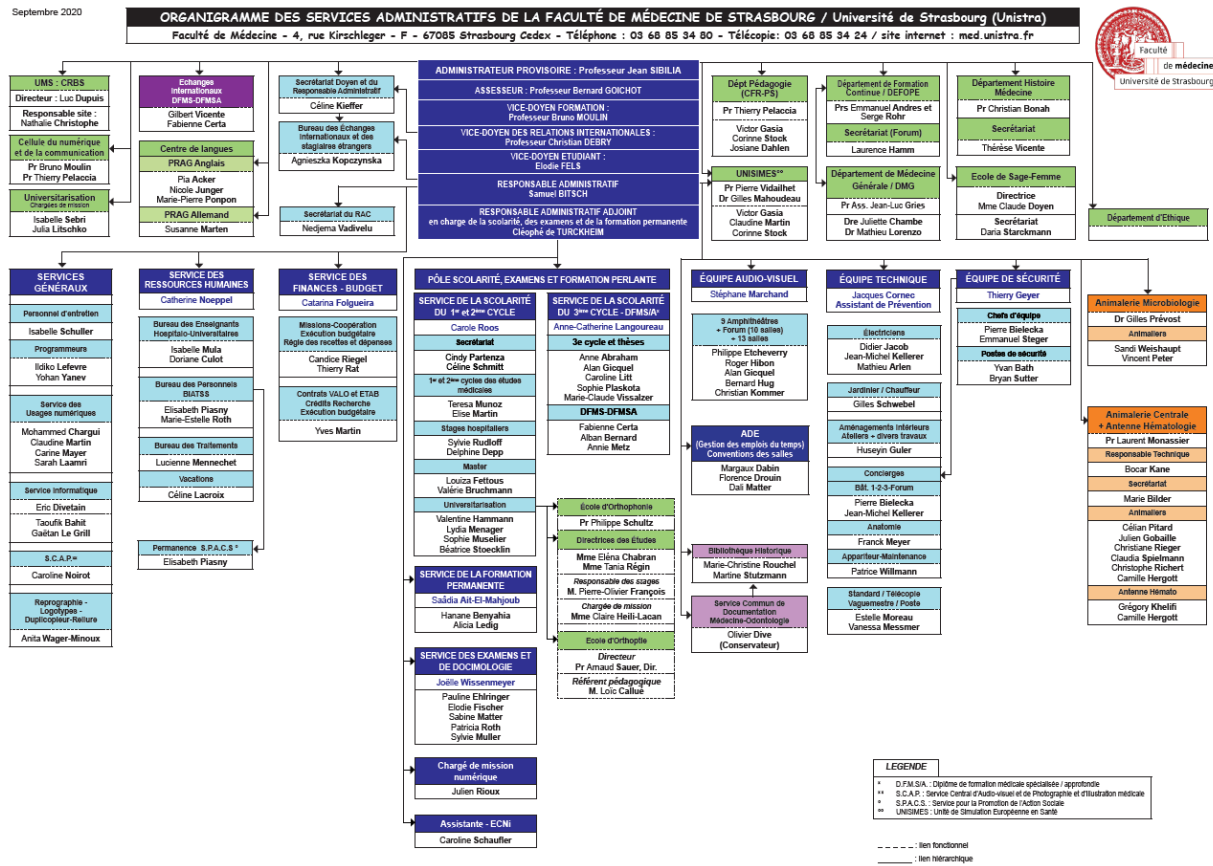 Septembre 2020
ORGANIGRAMME DES SERVICES ADMINISTRATIFS DE LA FACULTÉ DE MÉDECINE DE STRASBOURG / Université de Strasbourg (Unistra)
Faculté de Médecine - 4, rue Kirschleger - F - 67085 Strasbourg Cedex - Téléphone : 03 68 85 34 80 - Télécopie: 03 68 85 34 24 / site internet : med.unistra.fr
Faculté
de médecine
Université de Strasbourg
UMS : CRBS
Directeur : Luc Dupuis
Responsable site :
Nathalie Christophe
Cellule du numérique
et de la communication
Pr Bruno Moulin
Pr Thierry Pelaccia
Universitarisation
Chargées de mission
Isabelle Sebri
Julia Litschko
Echanges
Internationaux
DFMS-DFMSA
Gilbert Vicente
Fabienne Certa
Centre de langues
PRAG Anglais
Pia Acker
Nicole Junger
Marie-Pierre Ponpon
PRAG Allemand
Susanne Marten
Secrétariat Doyen et du
Responsable Administratif
Céline Kieffer
Bureau des Échanges
Internationaux et des
stagiaires étrangers
Agnieszka Kopczynska
Secrétariat du RAC
Nedjema Vadivelu
ADMINISTRATEUR PROVISOIRE : Professeur Jean SIBILIA
ASSESSEUR : Professeur Bernard GOICHOT
VICE-DOYEN FORMATION :
Professeur Bruno MOULIN
VICE-DOYEN DES RELATIONS INTERNATIONALES :
Professeur Christian DEBRY
VICE-DOYEN ETUDIANT :
Elodie FELS
RESPONSABLE ADMINISTRATIF
Samuel BITSCH
RESPONSABLE ADMINISTRATIF ADJOINT
en charge de la scolarité, des examens et de la formation permanente
Cléophé de TURCKHEIM
Dépt Pédagogie
(CFR-PS)
Pr Thierry Pelaccia
Victor Gasia
Corinne Stock
Josiane Dahlen
UNISIMES°°
Pr Pierre Vidailhet
Dr Gilles Mahoudeau
Victor Gasia
Claudine Martin
Corinne Stock
Département de Formation
Continue / DEFOPE
Prs Emmanuel Andres et
Serge Rohr
Secrétariat (Forum)
Laurence Hamm
Département de Médecine
Générale / DMG
Pr Ass. Jean-Luc Gries
Dre Juliette Chambe
Dr Mathieu Lorenzo
Département Histoire
Médecine
Pr Christian Bonah
Secrétariat
Thérèse Vicente
Ecole de Sage-Femme
Directrice
Mme Claude Doyen
Secrétariat
Daria Starckmann
Département d'Ethique
SERVICES
GÉNÉRAUX
Personnel d'entretien
Isabelle Schuller
Programmeurs
Ildiko Lefevre
Yohan Yanev
Service des
Usages numériques
Mohammed Chargui
Claudine Martin
Carine Mayer
Sarah Laamri
Service Informatique
Eric Divetain
Taoufik Bahit
Gaëtan Le Grill
S.C.A.P.**
Caroline Noirot
Reprographie -
Logotypes -
Duplicopieur-Reliure
Anita Wager-Minoux
SERVICE DES
RESSOURCES HUMAINES
Catherine Noeppel
Bureau des Enseignants
Hospitalo-Universitaires
Isabelle Mula
Doriane Culot
Bureau des Personnels
BIATSS
Elisabeth Piasny
Marie-Estelle Roth
Bureau des Traitements
Lucienne Mennechet
Vacations
Céline Lacroix
Permanence S.P.A.C.S °
Elisabeth Piasny
SERVICE DES
FINANCES - BUDGET
Catarina Folgueira
Missions-Coopération
Exécution budgétaire
Régie des recettes et dépenses
Candice Riegel
Thierry Rat
Contrats VALO et ETAB
Crédits Recherche
Exécution budgétaire
Yves Martin
PÔLE SCOLARITÉ, EXAMENS ET FORMATION PERLANTE
SERVICE DE LA SCOLARITÉ
DU 1er et 2ème CYCLE
Carole Roos
Secrétariat
Cindy Partenza
Céline Schmitt
1er et 2ème cycles des études
médicales
Teresa Munoz
Elise Martin
Stages hospitaliers
Sylvie Rudloff
Delphine Depp
Master
Louiza Fettous
Valérie Bruchmann
Universitarisation
Valentine Hammann
Lydia Menager
Sophie Muselier
Béatrice Stoecklin
SERVICE DE LA FORMATION
PERMANENTE
Saâdia Ait-El-Mahjoub
Hanane Benyahia
Alicia Ledig
SERVICE DES EXAMENS ET
DE DOCIMOLOGIE
Joëlle Wissenmeyer
Pauline Ehlringer
Elodie Fischer
Sabine Matter
Patricia Roth
Sylvie Muller
Chargé de mission
numérique
Julien Rioux
Assistante - ECNi
Caroline Schaufler
SERVICE DE LA SCOLARITÉ
DU 3ème CYCLE - DFMS/A*
Anne-Catherine Langoureau
3e cycle et thèses
Anne Abraham
Alan Gicquel
Caroline Litt
Sophie Plaskota
Marie-Claude Vissalzer
DFMS-DFMSA
Fabienne Certa
Alban Bernard
Annie Metz
École d'Orthophonie
Pr Philippe Schultz
Directrices des Études
Mme Eléna Chabran
Mme Tania Régin
Responsable des stages
M. Pierre-Olivier François
Chargée de mission
Mme Claire Heili-Lacan
Ecole d'Orthoptie
Directeur
Pr Arnaud Sauer, Dir.
Référent pédagogique
M. Loïc Callué
ÉQUIPE AUDIO-VISUEL
Stéphane Marchand
9 Amphithéâtres
+ Forum (10 salles)
+ 13 salles
Philippe Etcheverry
Roger Hibon
Alan Gicquel
Bernard Hug
Christian Kommer
ADE
(Gestion des emplois du temps)
Conventions des salles
Margaux Dabin
Florence Drouin
Dali Matter
Bibliothèque Historique
Marie-Christine Rouchel
Martine Stutzmann
Service Commun de
Documentation
Médecine-Odontologie
Olivier Dive
(Conservateur)
ÉQUIPE TECHNIQUE
Jacques Cornec
Assistant de Prévention
Électriciens
Didier Jacob
Jean-Michel Kellerer
Mathieu Arlen
Jardinier / Chauffeur
Gilles Schwebel
Aménagements intérieurs
Ateliers + divers travaux
Huseyin Guler
Concierges
Bât. 1-2-3-Forum
Pierre Bielecka
Jean-Michel Kellerer
Anatomie
Franck Meyer
Appariteur-Maintenance
Patrice Willmann
Standard / Télécopie
Vaguemestre / Poste
Estelle Moreau
Vanessa Messmer
ÉQUIPE DE SÉCURITÉ
Thierry Geyer
Chefs d'équipe
Pierre Bielecka
Emmanuel Steger
Postes de sécurité
Yvan Bath
Bryan Sutter
Animalerie Microbiologie
Dr Gilles Prévost
Animaliers
Sandi Weishaupt
Vincent Peter
Animalerie Centrale
+ Antenne Hématologie
Pr Laurent Monassier
Responsable Technique
Bocar Kane
Secrétariat
Marie Bilder
Animaliers
Célian Pitard
Julien Gobaille
Christiane Rieger
Claudia Spielmann
Christophe Richert
Camille Hergott
Antenne Hémato
Grégory Khelifi
Camille Hergott
LEGENDE
* D.F.M.S/A. : Diplôme de formation médicale spécialisée / approfondie
** S.C.A.P. : Service Central d'Audio-visuel et de Photographie et d'Illustration médicale
° S.P.A.C.S. : Service pour la Promotion de l'Action Sociale
°° UNISIMES : Unité de Simulation Européenne en Santé
: lien fonctionnel
: lien hiérarchique